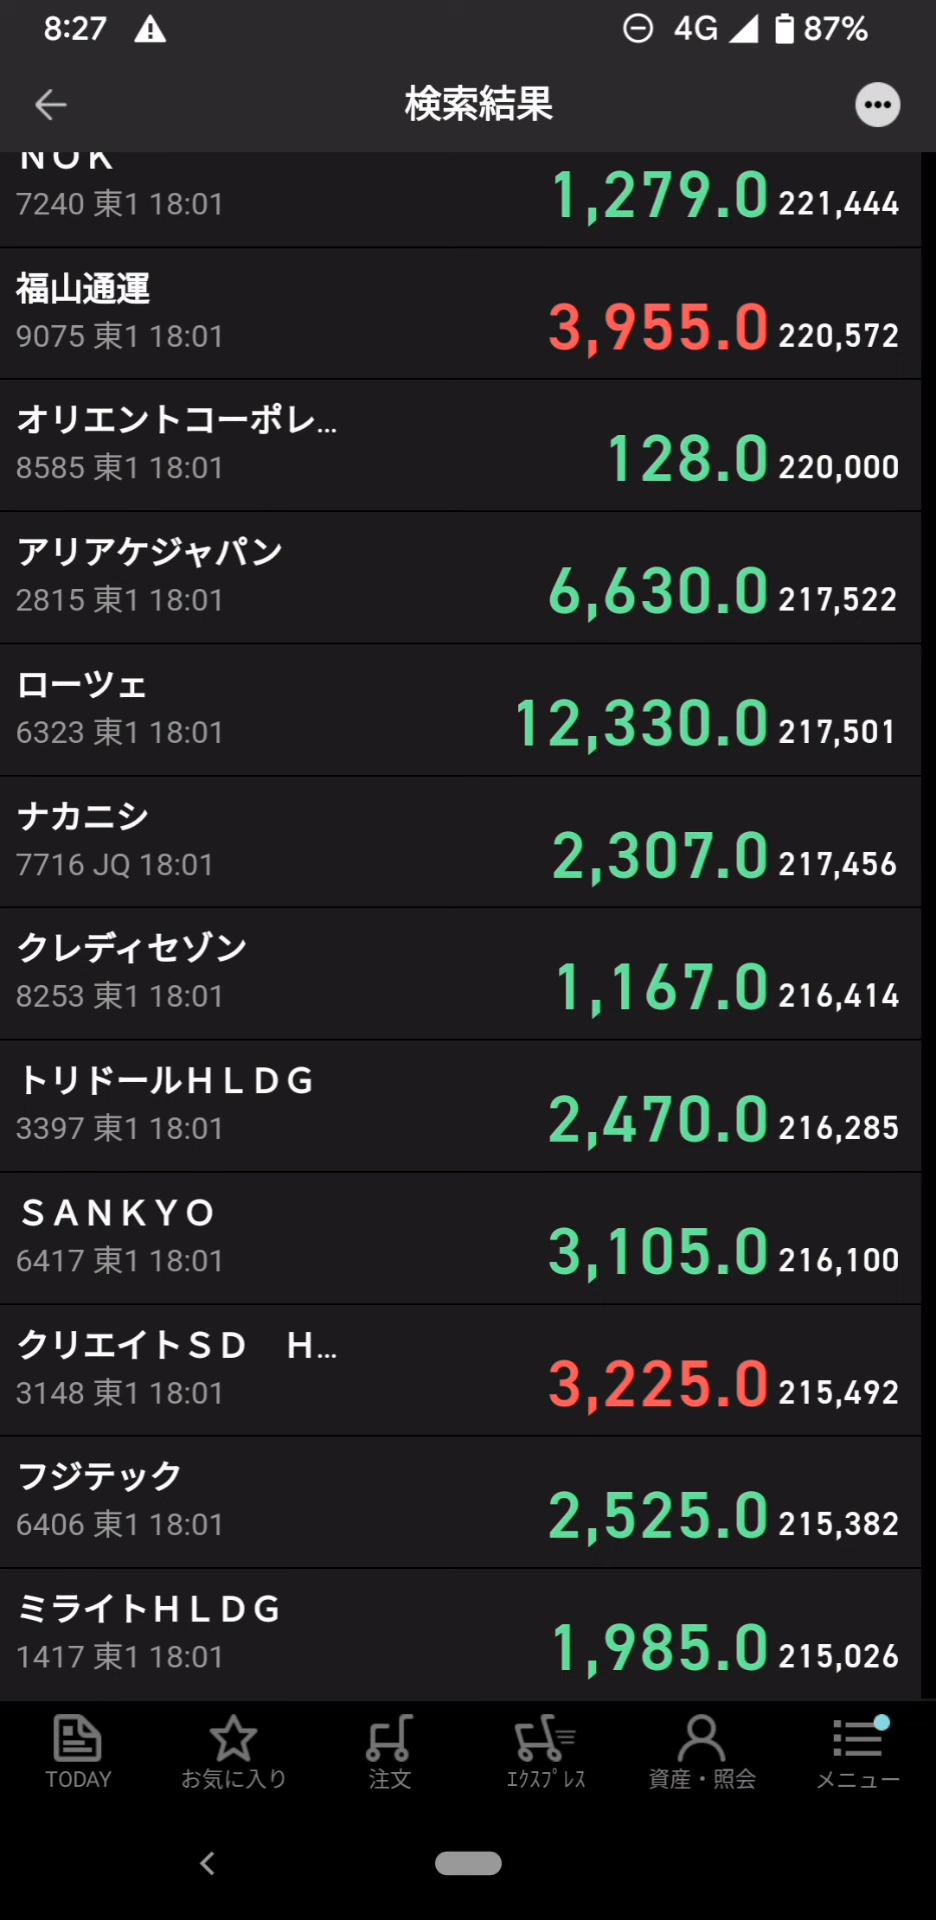 8:27 4G 87%
検索結果
ＮＯＫ
7240 東1 18:01
1,279.0 221,444
福山通運
9075 東1 18:01
3,955.0 220,572
オリエントコーポレ...
8585 東1 18:01
128.0 220,000
アリアケジャパン
2815 東1 18:01
6,630.0 217,522
ローツェ
6323 東1 18:01
12,330.0 217,501
ナカニシ
7716 JQ 18:01
2,307.0 217,456
クレディセゾン
8253 東1 18:01
1,167.0 216,414
トリドールＨＬＤＧ
3397 東1 18:01
2,470.0 216,285
ＳＡＮＫＹＯ
6417 東1 18:01
3,105.0 216,100
クリエイトＳＤ　Ｈ...
3148 東1 18:01
3,225.0 215,492
フジテック
6406 東1 18:01
2,525.0 215,382
ミライトＨＬＤＧ
1417 東1 18:01
1,985.0 215,026
TODAY お気に入り 注文 ｴｸｽﾌﾟﾚｽ 資産・照会 メニュー